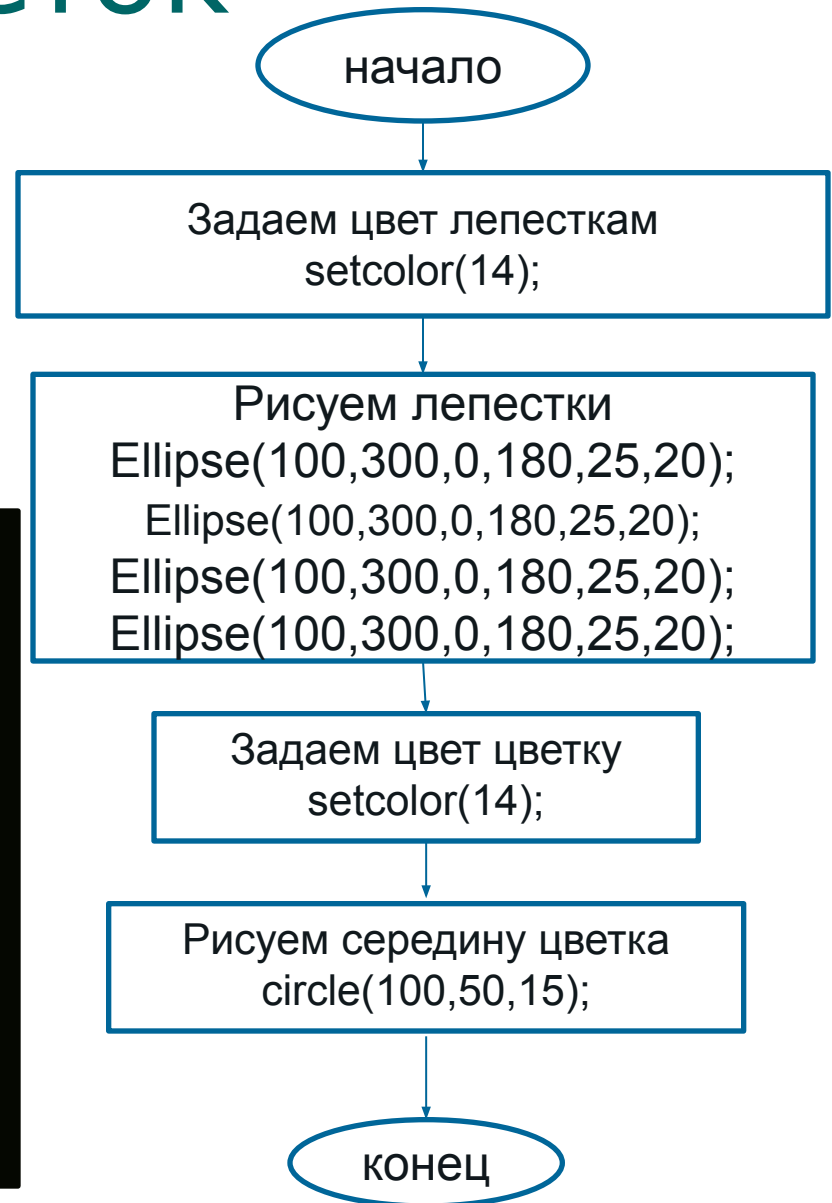 начало
Задаем цвет лепесткам
setcolor(14);
Рисуем лепестки
Ellipse(100,300,0,180,25,20);
Ellipse(100,300,0,180,25,20);
Ellipse(100,300,0,180,25,20);
Ellipse(100,300,0,180,25,20);
Задаем цвет цветку
setcolor(14);
Рисуем середину цветка
circle(100,50,15);
конец